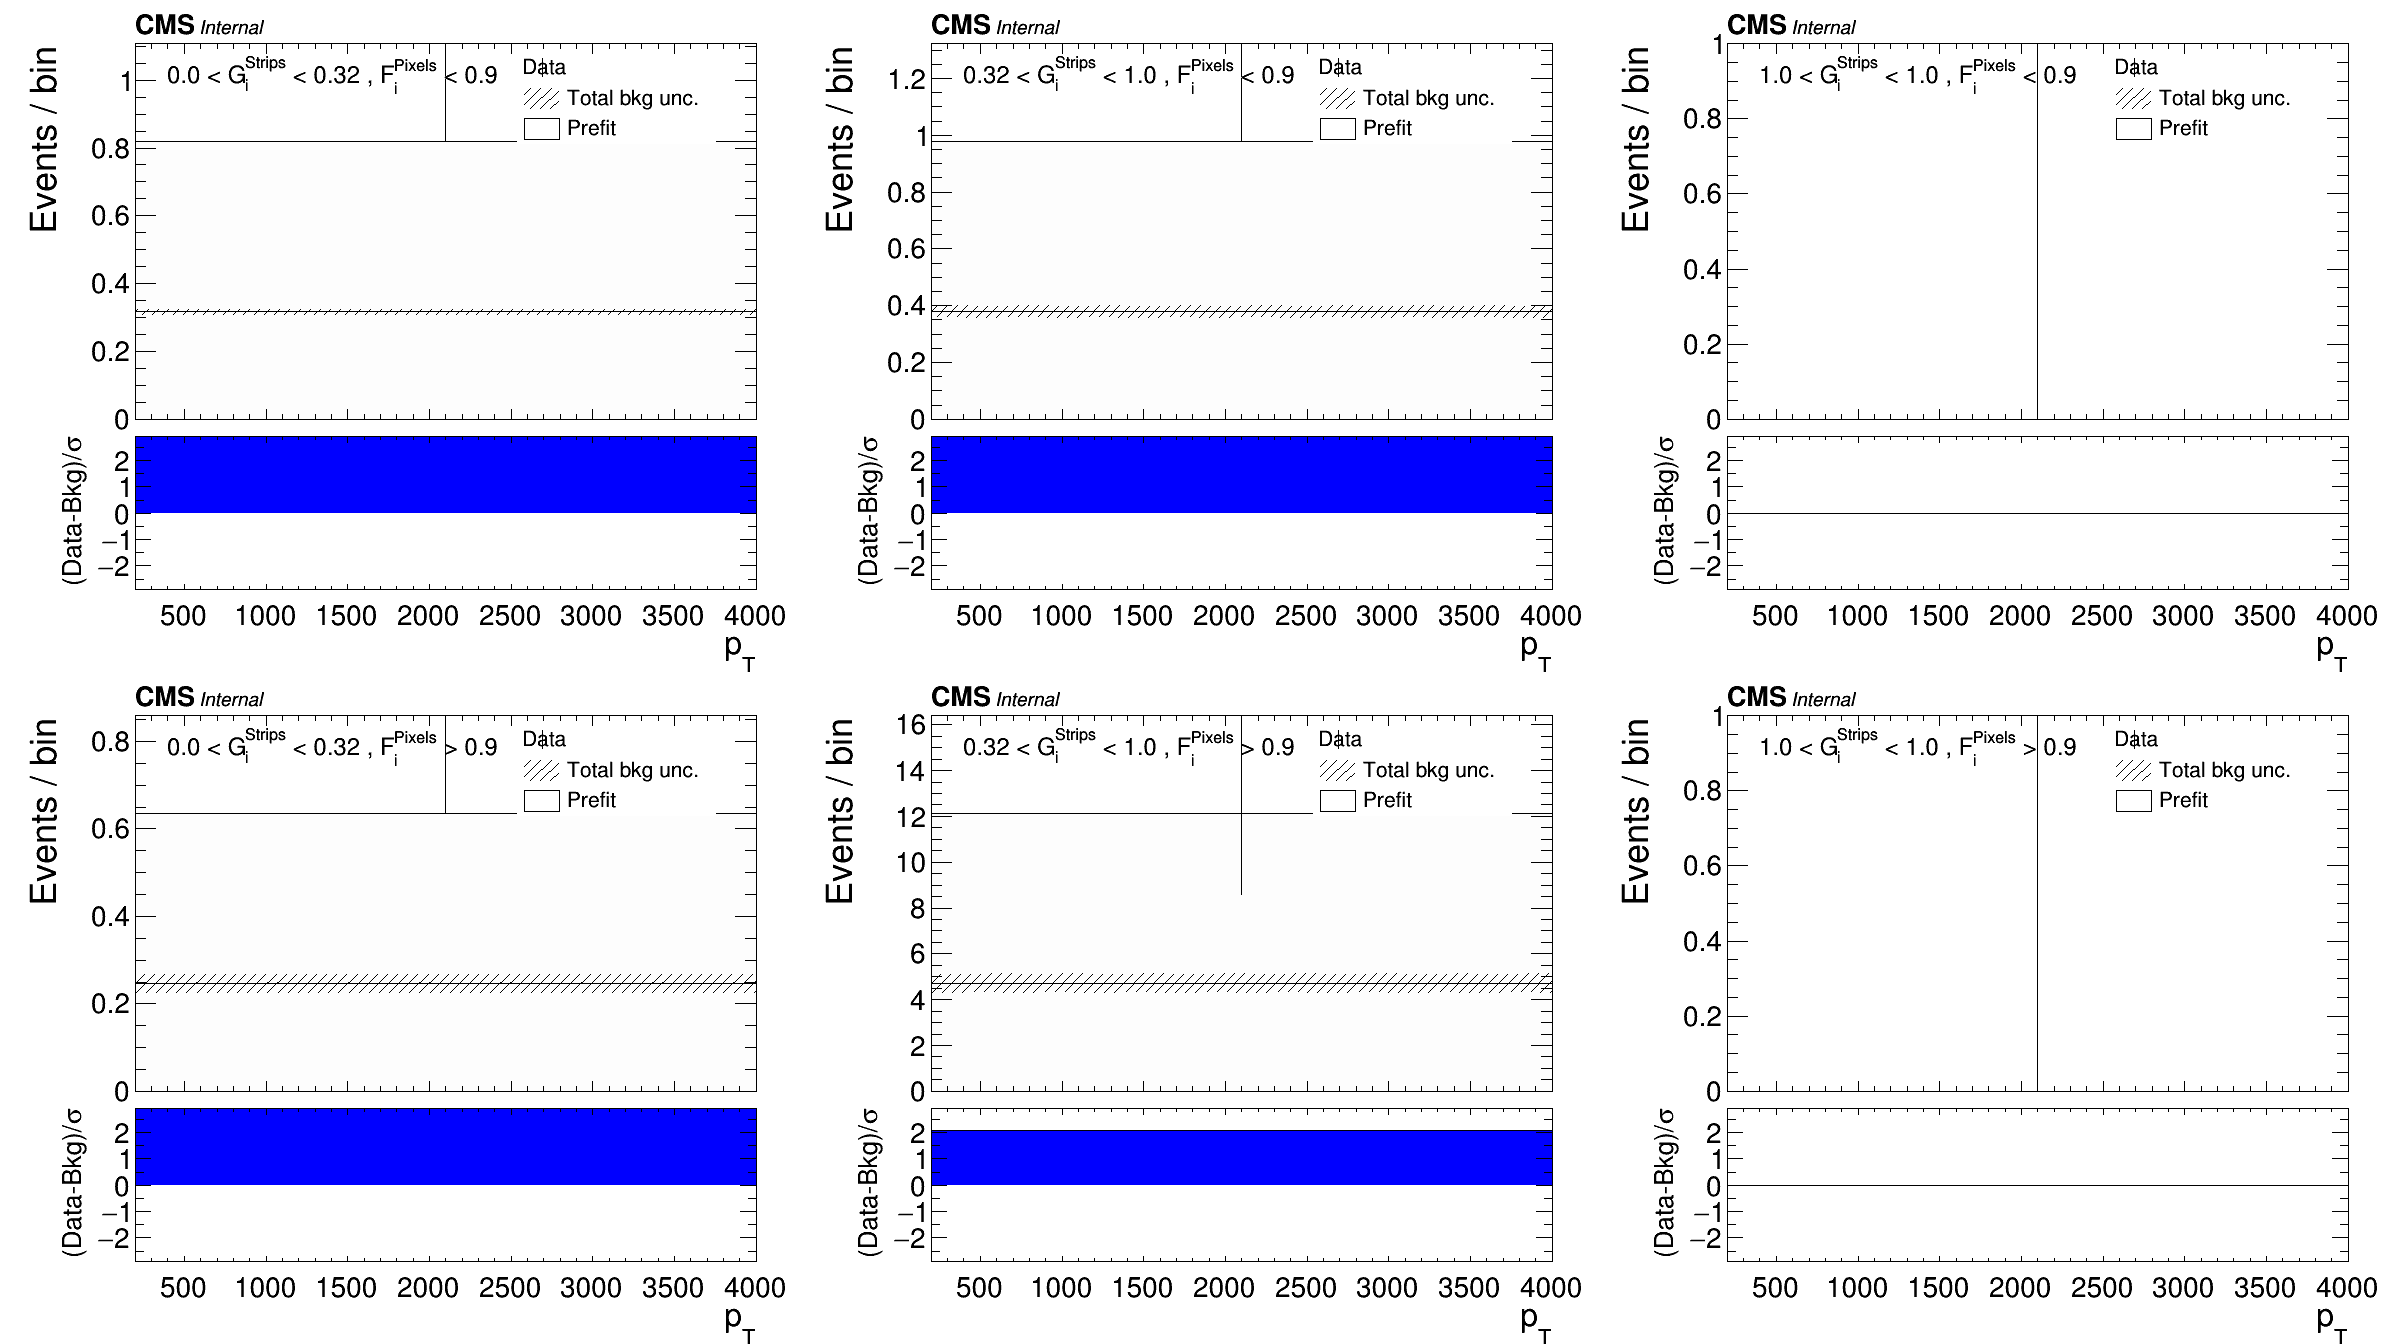 CMS Internal
Events / bin
0.0 < G_i^Strips < 0.32 , F_i^Pixels < 0.9
Data
Total bkg unc.
Prefit
1
0.8
0.6
0.4
0.2
0
(Data-Bkg)/σ
2
1
0
−1
−2
500 1000 1500 2000 2500 3000 3500 4000
p_T
CMS Internal
Events / bin
0.32 < G_i^Strips < 1.0 , F_i^Pixels < 0.9
Data
Total bkg unc.
Prefit
1.2
1
0.8
0.6
0.4
0.2
0
(Data-Bkg)/σ
2
1
0
−1
−2
500 1000 1500 2000 2500 3000 3500 4000
p_T
CMS Internal
Events / bin
1.0 < G_i^Strips < 1.0 , F_i^Pixels < 0.9
Data
Total bkg unc.
Prefit
1
0.8
0.6
0.4
0.2
0
(Data-Bkg)/σ
2
1
0
−1
−2
500 1000 1500 2000 2500 3000 3500 4000
p_T
CMS Internal
Events / bin
0.0 < G_i^Strips < 0.32 , F_i^Pixels > 0.9
Data
Total bkg unc.
Prefit
0.8
0.6
0.4
0.2
0
(Data-Bkg)/σ
2
1
0
−1
−2
500 1000 1500 2000 2500 3000 3500 4000
p_T
CMS Internal
Events / bin
0.32 < G_i^Strips < 1.0 , F_i^Pixels > 0.9
Data
Total bkg unc.
Prefit
16
14
12
10
8
6
4
2
0
(Data-Bkg)/σ
2
1
0
−1
−2
500 1000 1500 2000 2500 3000 3500 4000
p_T
CMS Internal
Events / bin
1.0 < G_i^Strips < 1.0 , F_i^Pixels > 0.9
Data
Total bkg unc.
Prefit
1
0.8
0.6
0.4
0.2
0
(Data-Bkg)/σ
2
1
0
−1
−2
500 1000 1500 2000 2500 3000 3500 4000
p_T